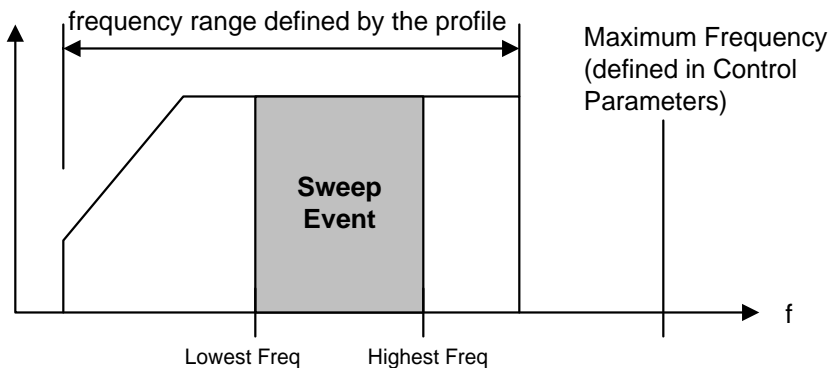 frequency range defined by the profile
Maximum Frequency
(defined in Control
Parameters)
Sweep
Event
f
Lowest Freq
Highest Freq